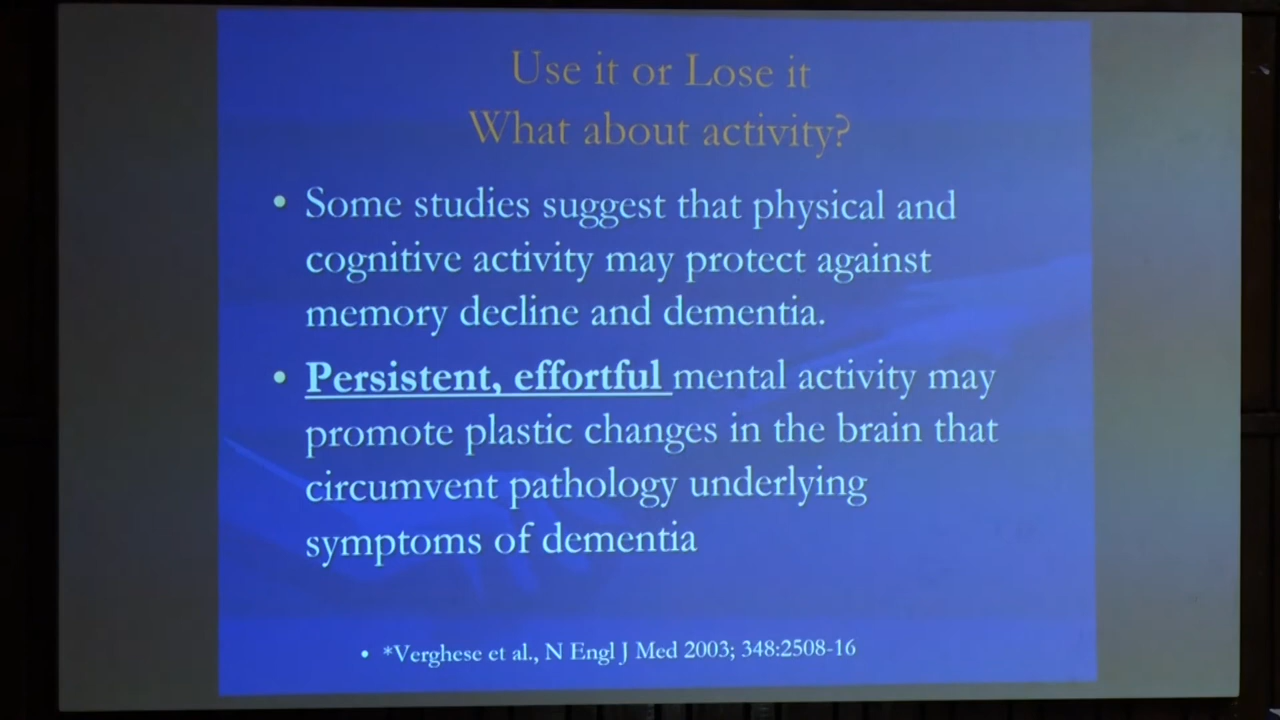 Use it or Lose it
What about activity?
• Some studies suggest that physical and
cognitive activity may protect against
memory decline and dementia.
• Persistent, effortful mental activity may
promote plastic changes in the brain that
circumvent pathology underlying
symptoms of dementia
• *Verghese et al., N Engl J Med 2003; 348:2508-16